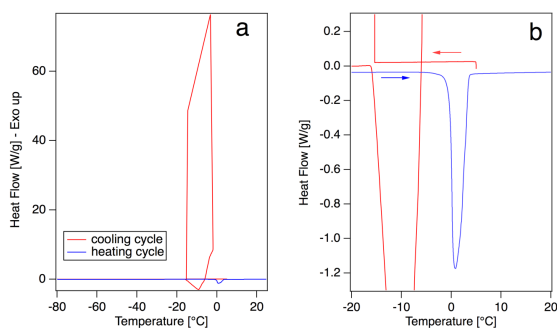 a
Heat Flow [W/g] - Exo up
60
40
20
0
cooling cycle
heating cycle
-80
-60
-40
-20
0
20
Temperature [°C]
b
Heat Flow [W/g]
0.2
0.0
-0.2
-0.4
-0.6
-0.8
-1.0
-1.2
-20
-10
0
10
20
Temperature [°C]